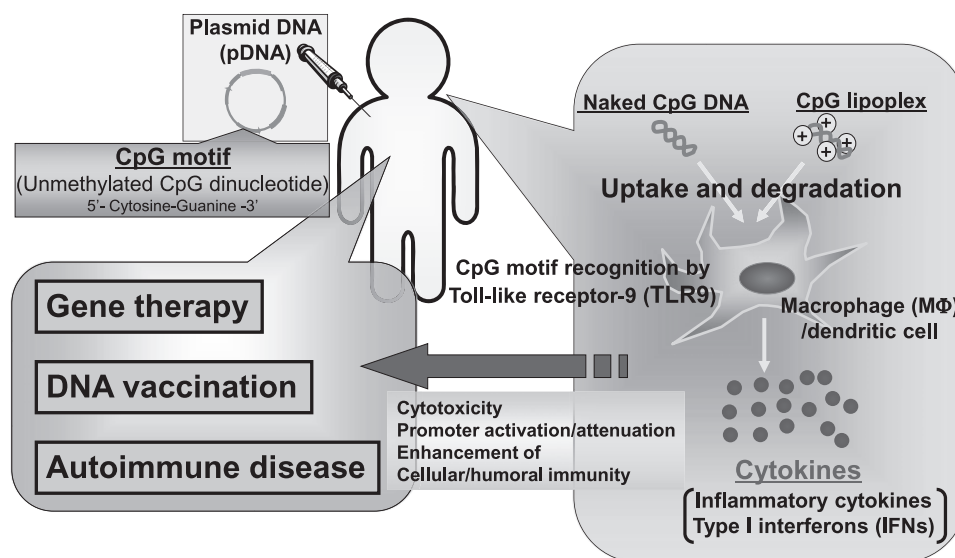 Plasmid DNA
(pDNA)
CpG motif
(Unmethylated CpG dinucleotide)
5'- Cytosine-Guanine -3'
Naked CpG DNA
CpG lipoplex
+
+
+
+
Uptake and degradation
CpG motif recognition by
Toll-like receptor-9 (TLR9)
Macrophage (MΦ)
/dendritic cell
Gene therapy
DNA vaccination
Autoimmune disease
Cytotoxicity
Promoter activation/attenuation
Enhancement of
Cellular/humoral immunity
Cytokines
Inflammatory cytokines
Type I interferons (IFNs)